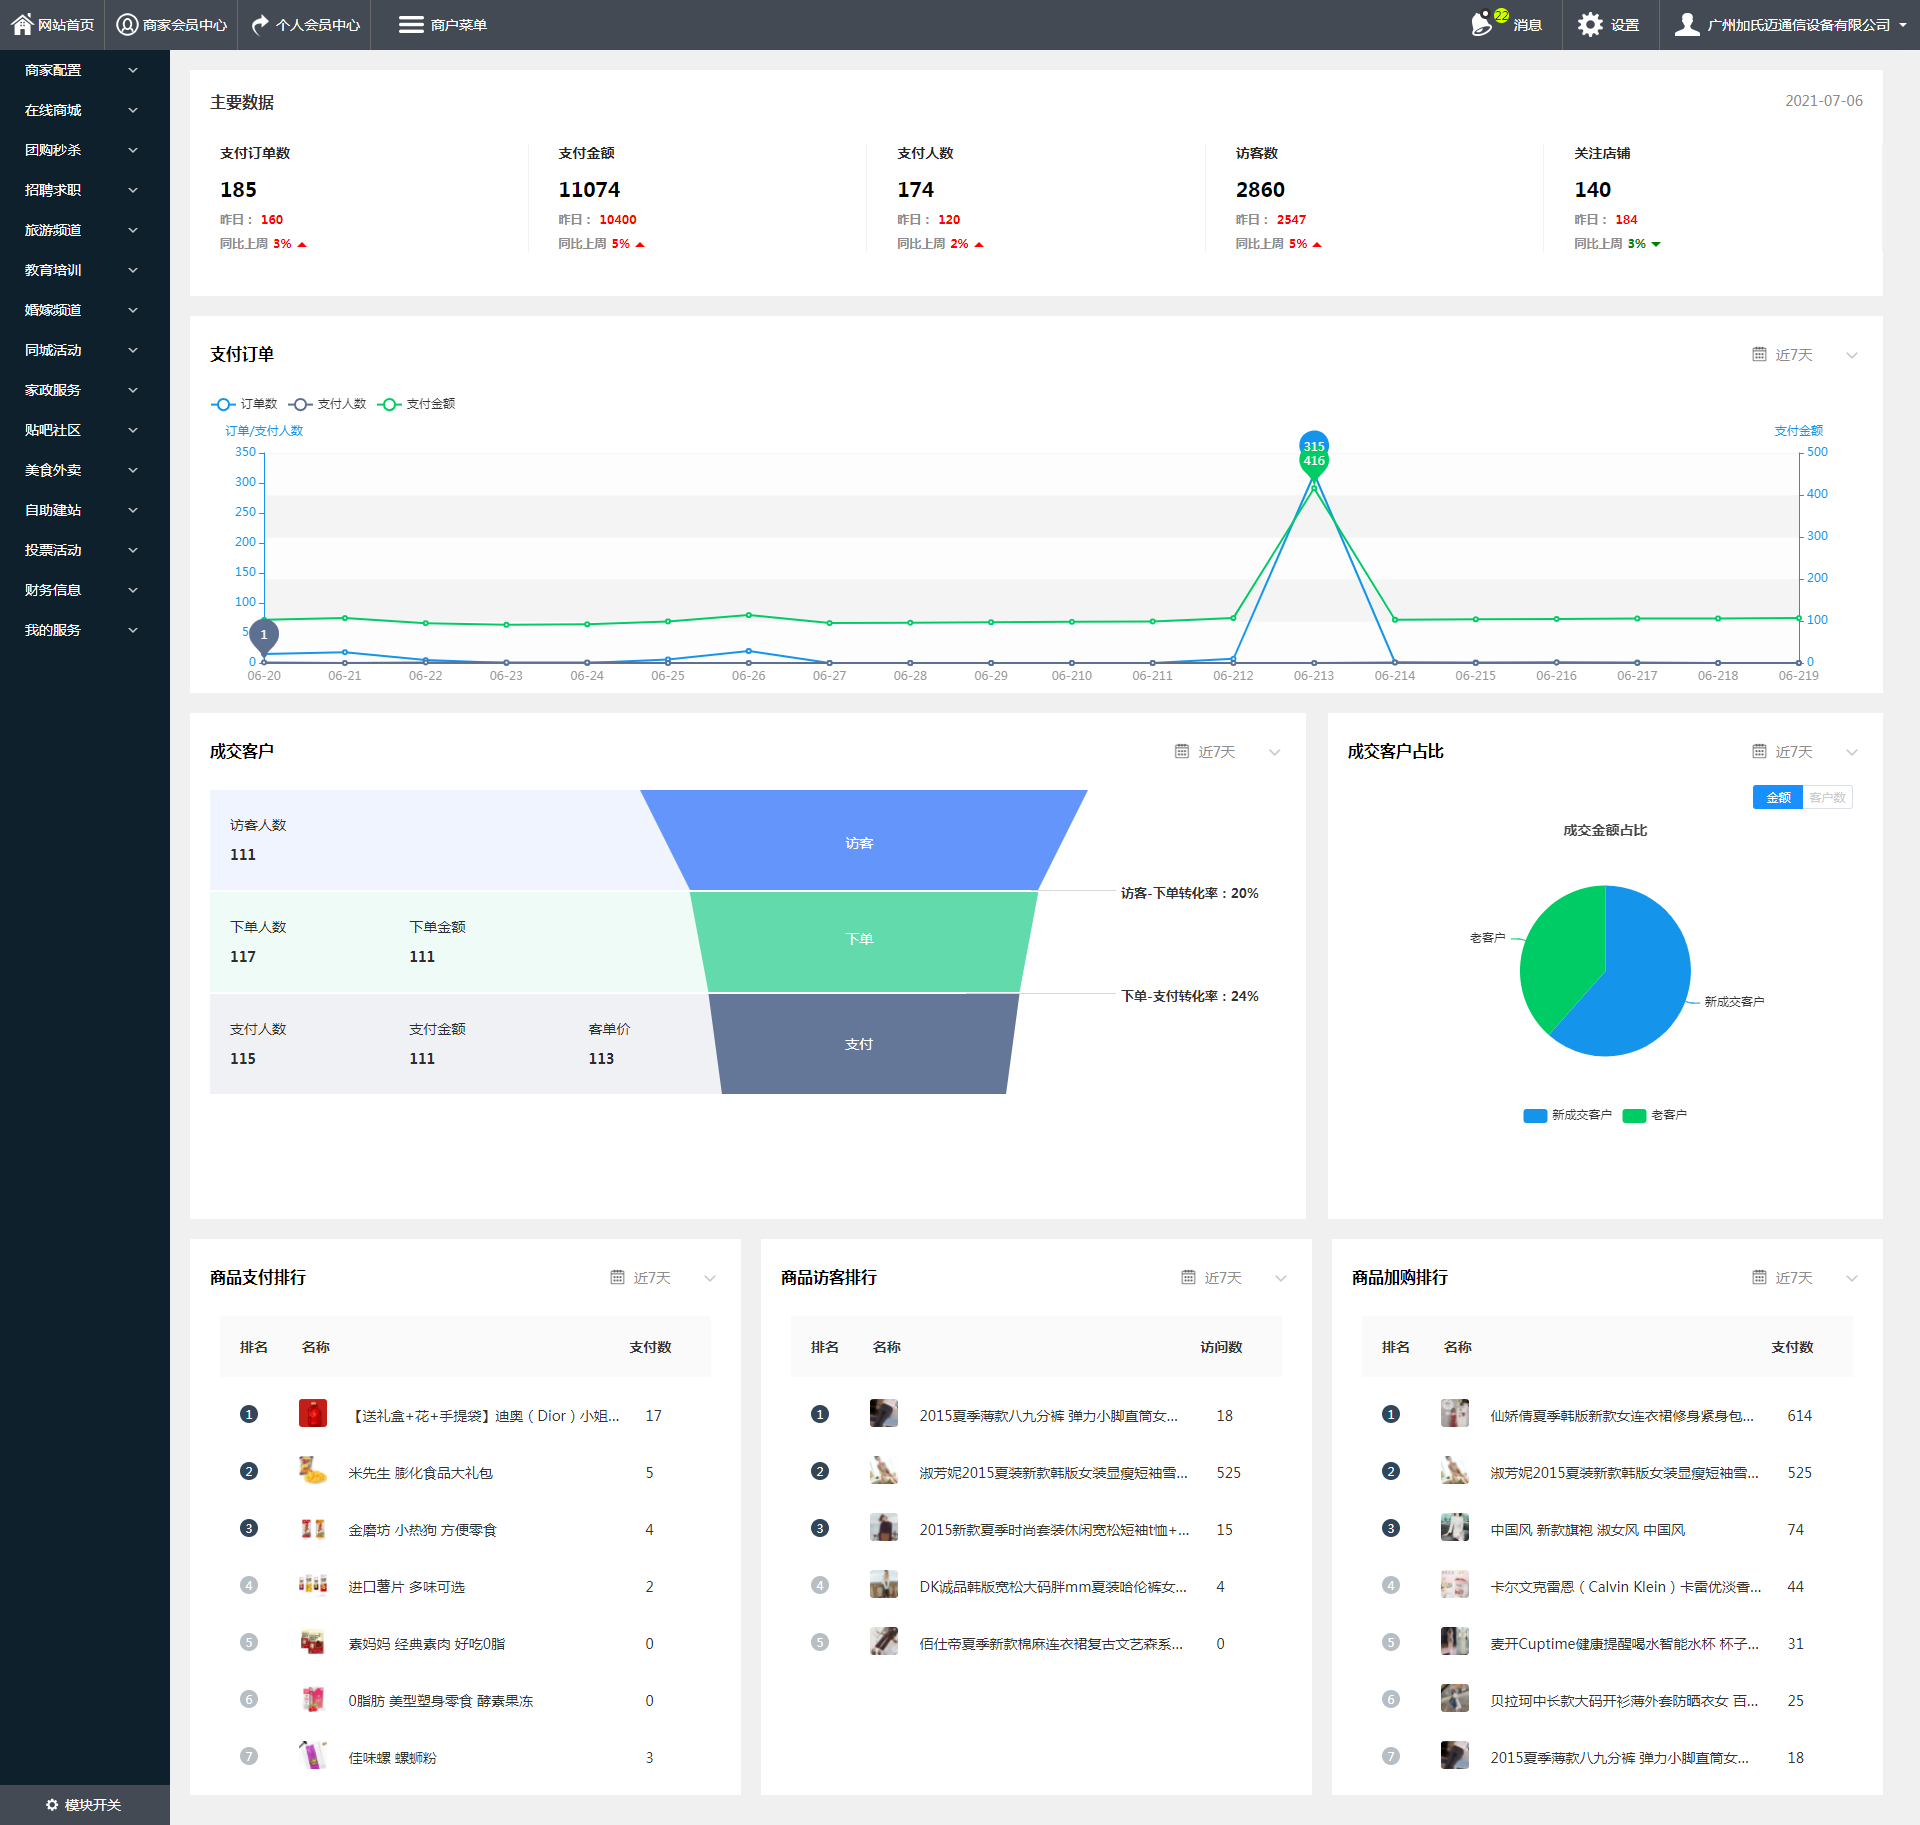 网站首页 商家会员中心 个人会员中心 商户菜单 22 消息 设置 广州加氏迈通信设备有限公司
商家配置
在线商城
团购秒杀
招聘求职
旅游频道
教育培训
婚嫁频道
同城活动
家政服务
贴吧社区
美食外卖
自助建站
投票活动
财务信息
我的服务
模块开关
主要数据 2021-07-06
支付订单数 支付金额 支付人数 访客数 关注店铺
185 11074 174 2860 140
昨日： 160 昨日： 10400 昨日： 120 昨日： 2547 昨日： 184
同比上周 3% 同比上周 5% 同比上周 2% 同比上周 5% 同比上周 3%
支付订单 近7天
订单数 支付人数 支付金额
订单/支付人数 支付金额
315
416
350 500
300
400
250
200 300
150
200
100
5 100
1
0 0
06-20 06-21 06-22 06-23 06-24 06-25 06-26 06-27 06-28 06-29 06-210 06-211 06-212 06-213 06-214 06-215 06-216 06-217 06-218 06-219
成交客户 近7天
访客人数
111
访客
访客-下单转化率：20%
下单人数 下单金额
117 111
下单
下单-支付转化率：24%
支付人数 支付金额 客单价
115 111 113
支付
成交客户占比 近7天
金额 客户数
成交金额占比
老客户
新成交客户
新成交客户 老客户
商品支付排行 近7天
排名 名称 支付数
1 【送礼盒+花+手提袋】迪奥（Dior）小姐... 17
2 米先生 膨化食品大礼包 5
3 金磨坊 小热狗 方便零食 4
4 进口薯片 多味可选 2
5 素妈妈 经典素肉 好吃0脂 0
6 0脂肪 美型塑身零食 酵素果冻 0
7 佳味螺 螺蛳粉 3
商品访客排行 近7天
排名 名称 访问数
1 2015夏季薄款八九分裤 弹力小脚直筒女... 18
2 淑芳妮2015夏装新款韩版女装显瘦短袖雪... 525
3 2015新款夏季时尚套装休闲宽松短袖t恤+... 15
4 DK诚品韩版宽松大码胖mm夏装哈伦裤女... 4
5 佰仕帝夏季新款棉麻连衣裙复古文艺森系... 0
商品加购排行 近7天
排名 名称 支付数
1 仙娇倩夏季韩版新款女连衣裙修身紧身包... 614
2 淑芳妮2015夏装新款韩版女装显瘦短袖雪... 525
3 中国风 新款旗袍 淑女风 中国风 74
4 卡尔文克雷恩（Calvin Klein）卡雷优淡香... 44
5 麦开Cuptime健康提醒喝水智能水杯 杯子... 31
6 贝拉珂中长款大码开衫薄外套防晒衣女 百... 25
7 2015夏季薄款八九分裤 弹力小脚直筒女... 18